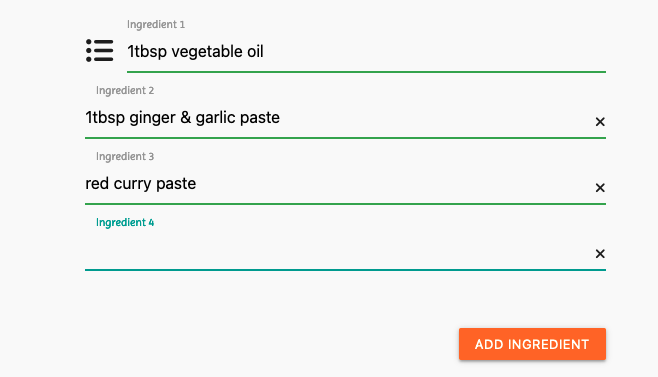 Ingredient 1
1tbsp vegetable oil
Ingredient 2
1tbsp ginger & garlic paste
Ingredient 3
red curry paste
Ingredient 4
ADD INGREDIENT